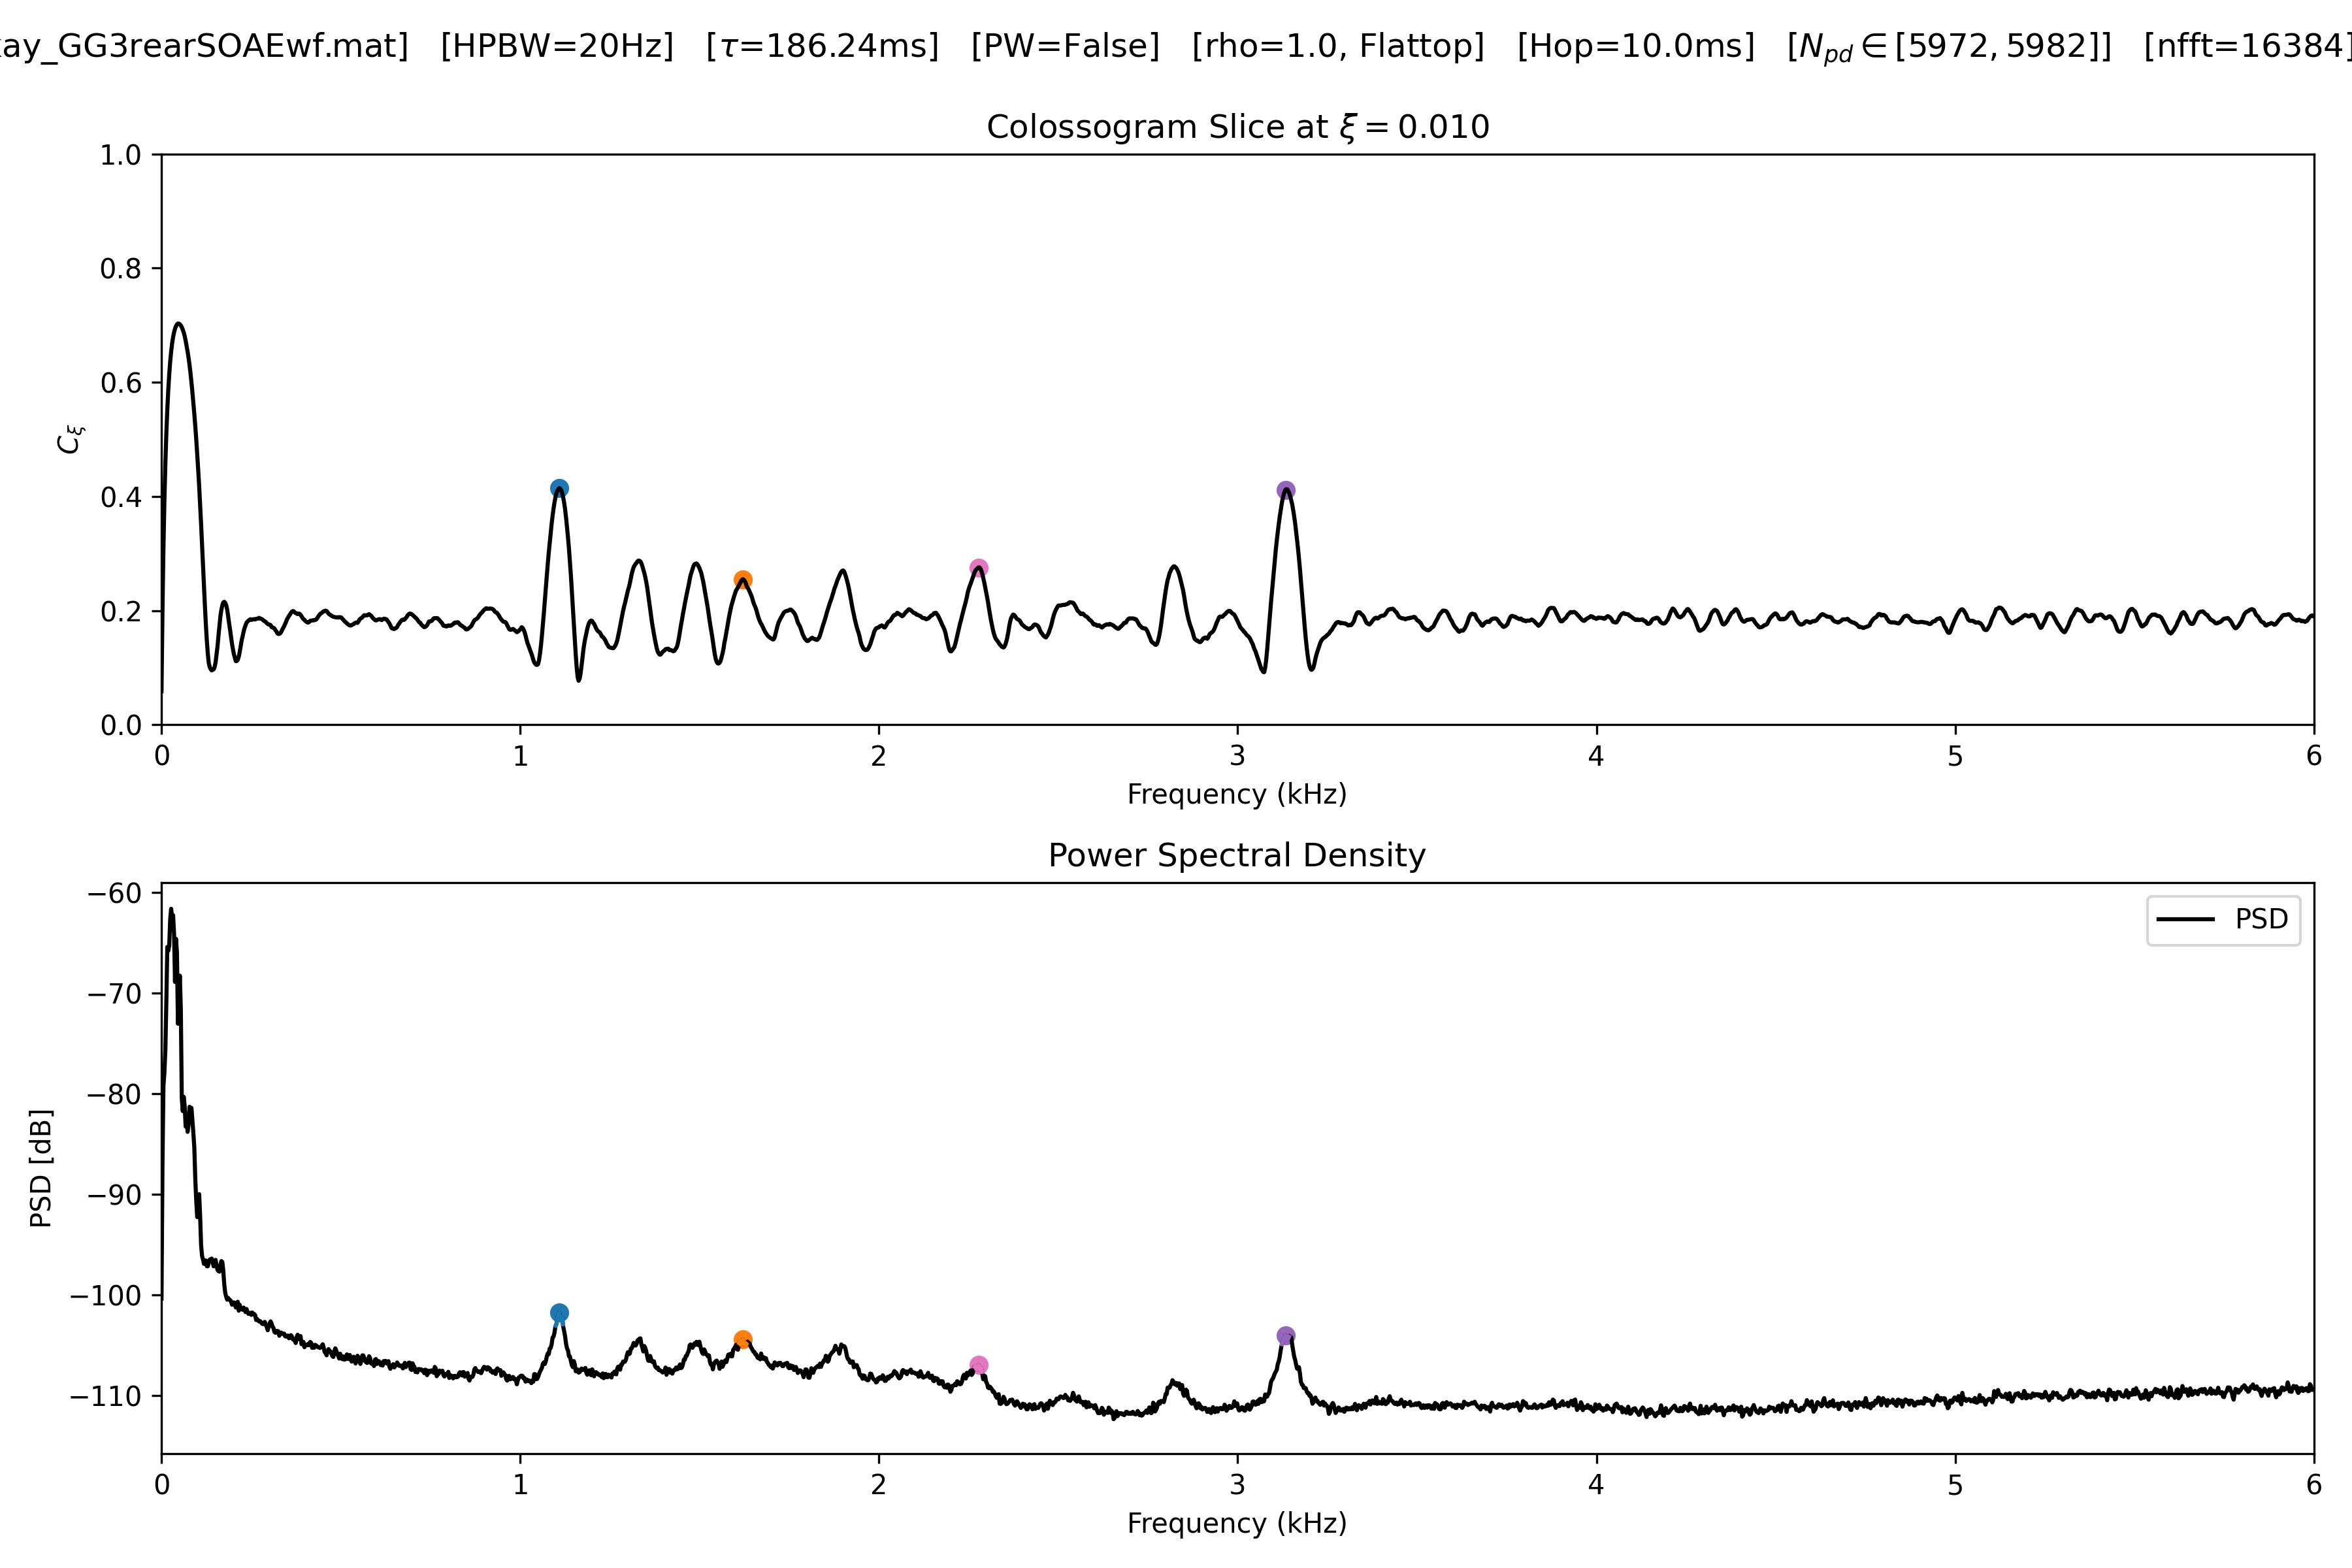 ay_GG3rearSOAEwf.mat] [HPBW=20Hz] [τ=186.24ms] [PW=False] [rho=1.0, Flattop] [Hop=10.0ms] [N_pd ∈ [5972, 5982]] [nfft=16384]
Colossogram Slice at ξ = 0.010
1.0
0.8
0.6
0.4
0.2
0.0
C_ξ
0 1 2 3 4 5 6
Frequency (kHz)
Power Spectral Density
−60
−70
−80
−90
−100
−110
PSD [dB]
PSD
0 1 2 3 4 5 6
Frequency (kHz)